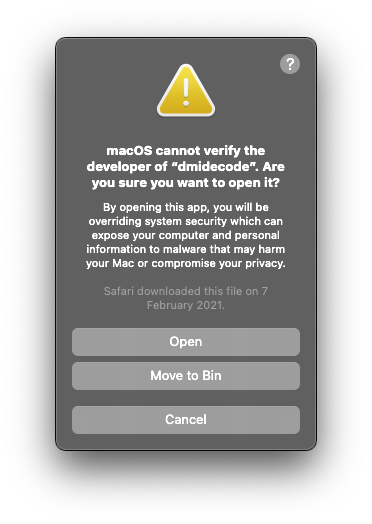 ?
macOS cannot verify the
developer of “dmidecode”. Are
you sure you want to open it?
By opening this app, you will be
overriding system security which can
expose your computer and personal
information to malware that may harm
your Mac or compromise your privacy.
Safari downloaded this file on 7
February 2021.
Open
Move to Bin
Cancel